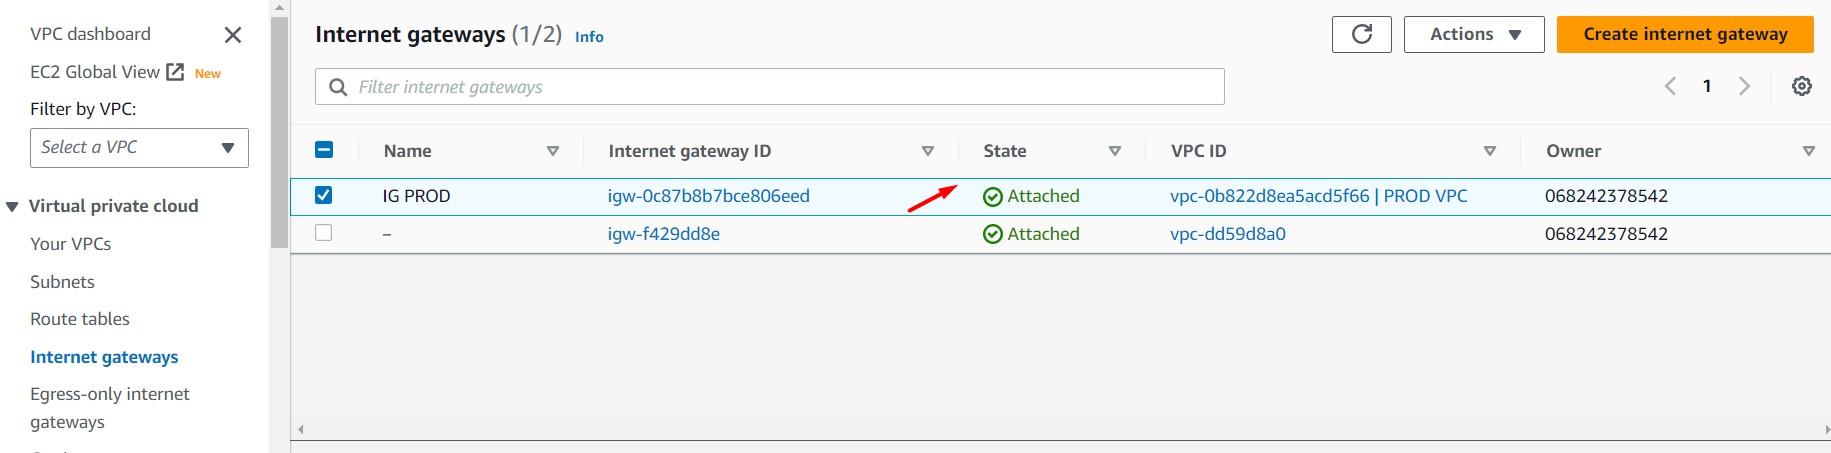 VPC dashboard
EC2 Global View New
Filter by VPC:
Select a VPC
Virtual private cloud
Your VPCs
Subnets
Route tables
Internet gateways
Egress-only internet
gateways
Internet gateways (1/2) Info
Actions
Create internet gateway
Filter internet gateways
1
Name Internet gateway ID State VPC ID Owner
IG PROD igw-0c87b8b7bce806eed Attached vpc-0b822d8ea5acd5f66 | PROD VPC 068242378542
– igw-f429dd8e Attached vpc-dd59d8a0 068242378542